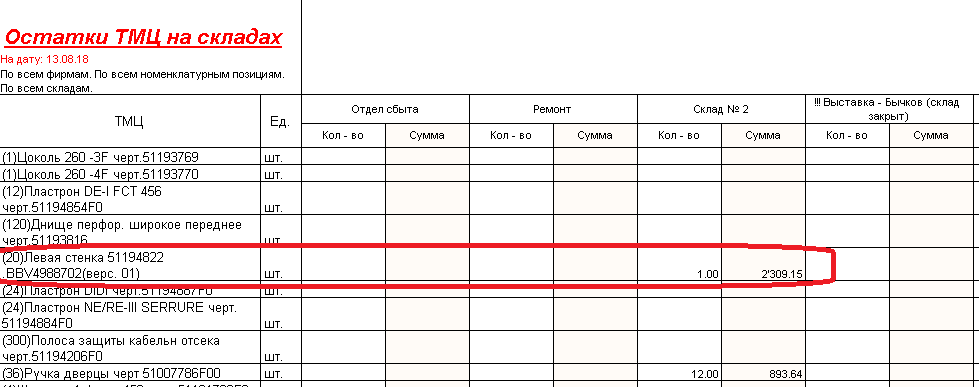 Остатки ТМЦ на складах
На дату: 13.08.18
По всем фирмам. По всем номенклатурным позициям.
По всем складам.
ТМЦ Ед. Отдел сбыта Ремонт Склад № 2 !!! Выставка - Бычков (склад
закрыт)
Кол - во Сумма Кол - во Сумма Кол - во Сумма Кол - во Сумма
(1)Цоколь 260 -3F черт.51193769 шт.
(1)Цоколь 260 -4F черт.51193770 шт.
(12)Пластрон DE-I FCT 456
черт.51194854F0 шт.
(120)Днище перфор. широкое переднее
черт.51193816 шт.
(20)Левая стенка 51194822
.BBV4988702(верс. 01) шт. 1.00 2'309.15
(24)Пластрон DIDI черт.51194887F0 шт.
(24)Пластрон NE/RE-III SERRURE черт.
51194884F0 шт.
(300)Полоса защиты кабельн отсека
черт.51194206F0 шт.
(36)Ручка дверцы черт 51007786F00 шт. 12.00 893.64